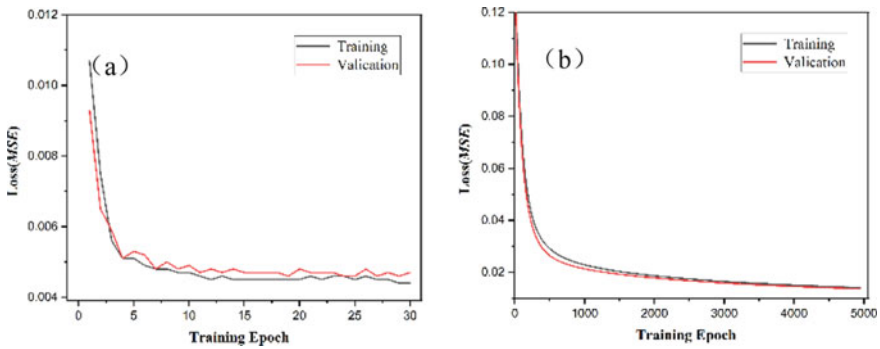 0.012
0.010
0.008
0.006
0.004
Loss(MSE)
(a)
Training
Valication
0 5 10 15 20 25 30
Training Epoch
0.12
0.10
0.08
0.06
0.04
0.02
Loss(MSE)
(b)
Training
Valication
0 1000 2000 3000 4000 5000
Training Epoch